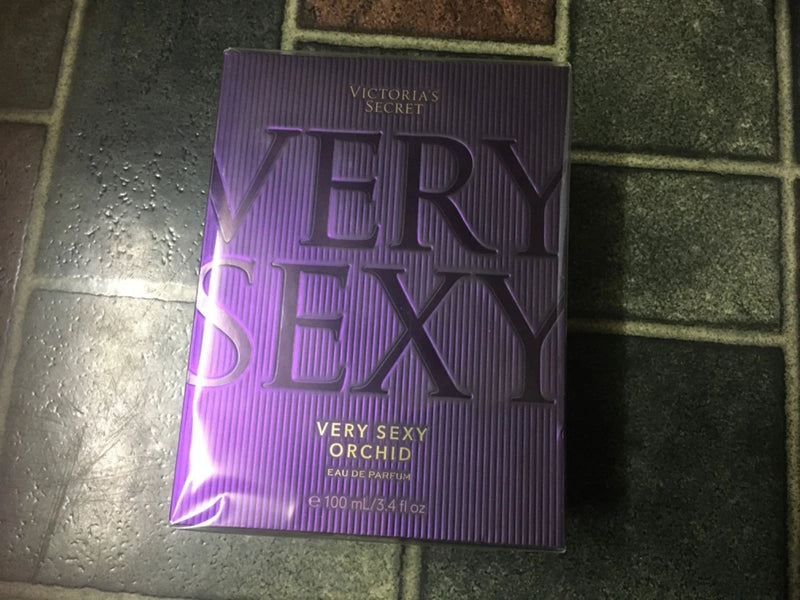 VICTORIA'S
SECRET
VERY
SEXY
VERY SEXY
ORCHID
EAU DE PARFUM
℮ 100 mL/3.4 fl oz